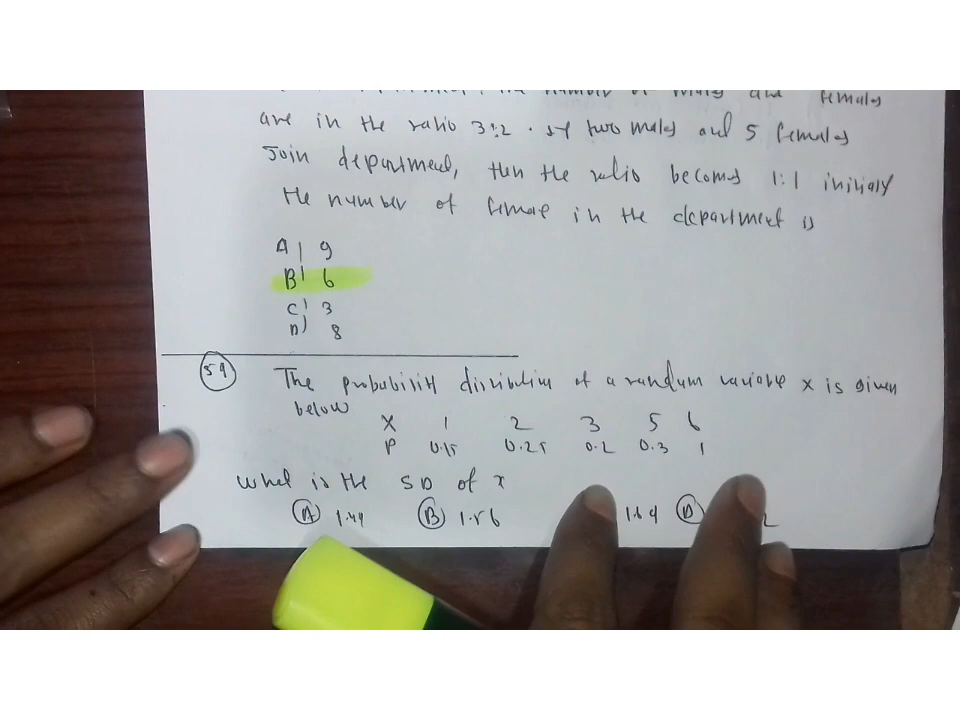 are in the ratio 3:2 . If two males and 5 females
Join department, then the ratio becomes 1:1 initialy
the number of female in the department is
A) 9
B) 6
C) 3
D) 8
59 The probability distribution of a random variable x is given
below
X 1 2 3 5 6
P 0.15 0.25 0.2 0.3 1
what is the SD of x
A 1.49 B 1.56 1.64 D